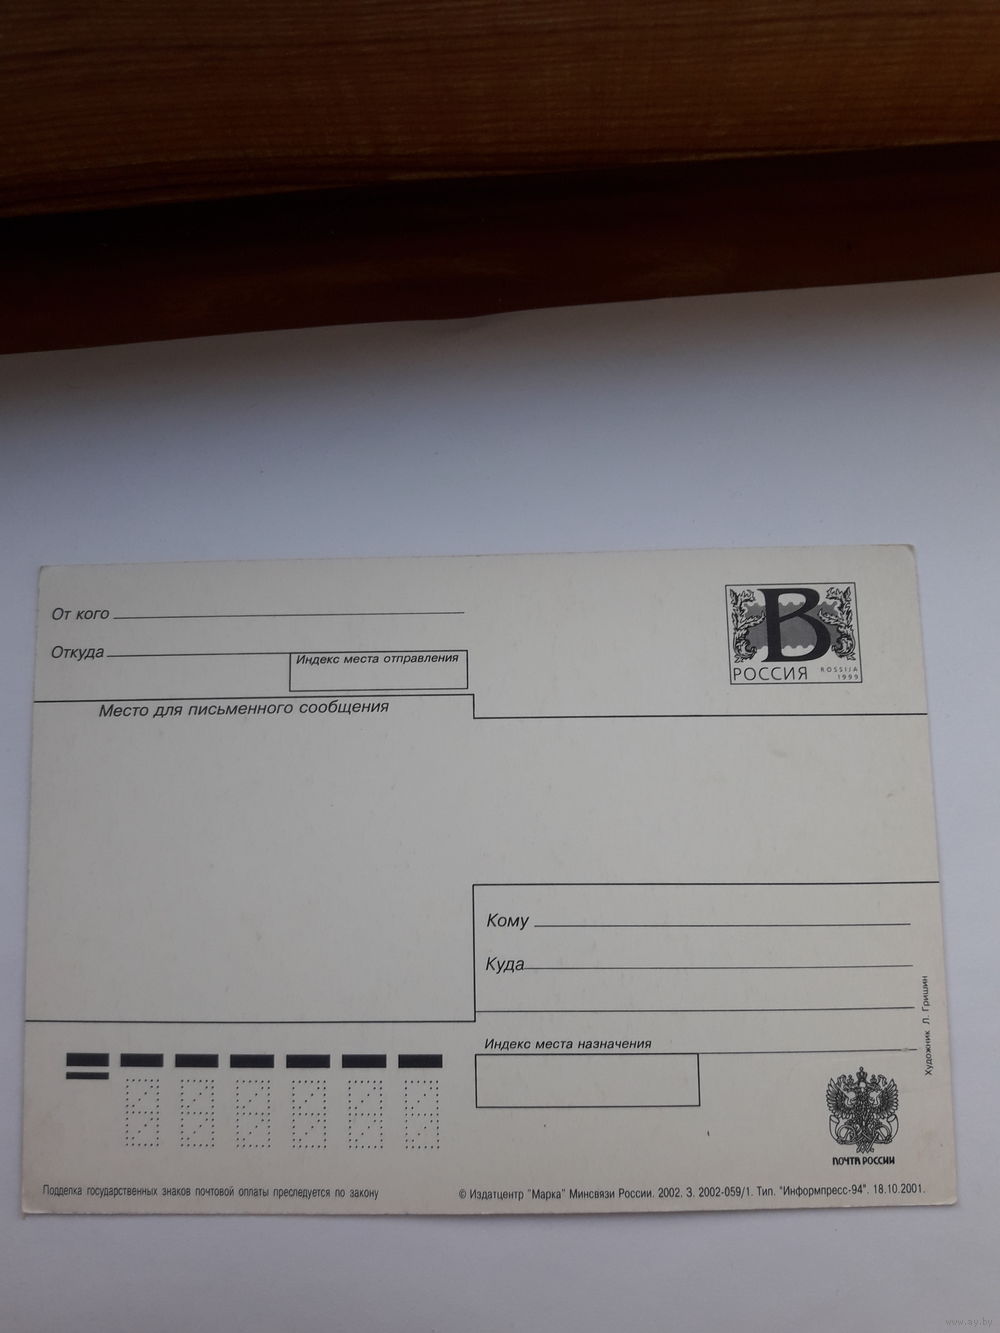 От кого
Откуда
Индекс места отправления
В
РОССИЯ
ROSSIJA
1999
Место для письменного сообщения
Кому
Куда
Индекс места назначения
Художник Л. Гришин
ПОЧТА РОССИИ
Подделка государственных знаков почтовой оплаты преследуется по закону
© Издатцентр "Марка" Минсвязи России. 2002. З. 2002-059/1. Тип. "Информпресс-94". 18.10.2001.
www.ay.by